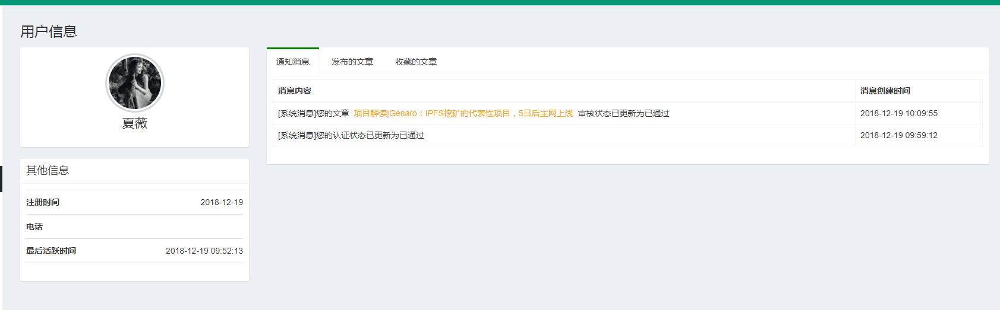 用户信息
夏薇
其他信息
注册时间 2018-12-19
电话
最后活跃时间 2018-12-19 09:52:13
通知消息 发布的文章 收藏的文章
消息内容 消息创建时间
[系统消息]您的文章 项目解读|Genaro：IPFS挖矿的代表性项目，5日后主网上线 审核状态已更新为已通过 2018-12-19 10:09:55
[系统消息]您的认证状态已更新为已通过 2018-12-19 09:59:12